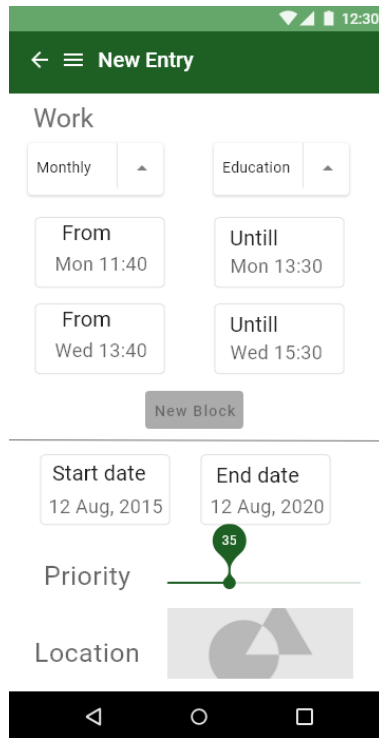 12:30
New Entry
Work
Monthly Education
From Untill
Mon 11:40 Mon 13:30
From Untill
Wed 13:40 Wed 15:30
New Block
Start date End date
12 Aug, 2015 12 Aug, 2020
35
Priority
Location